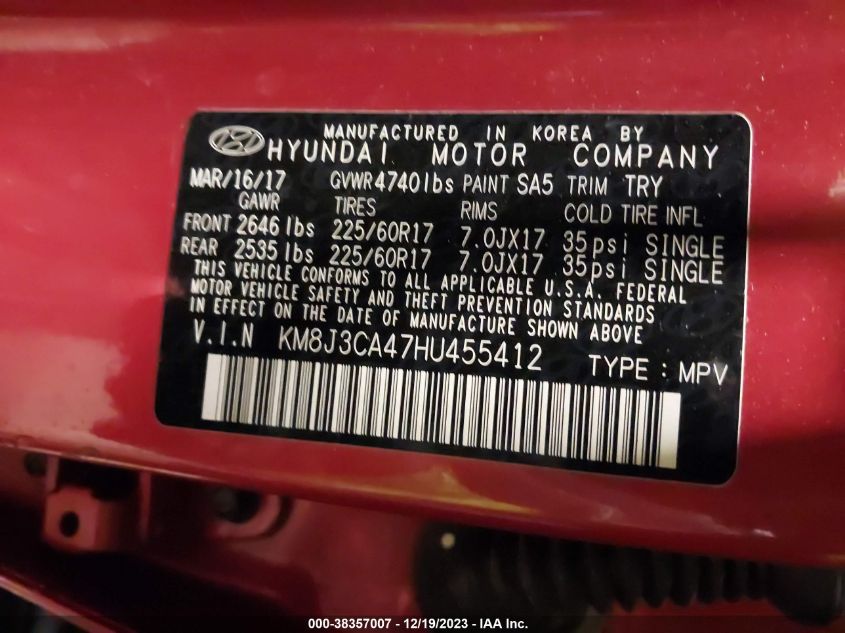 MANUFACTURED IN KOREA BY
HYUNDAI MOTOR COMPANY
MAR/16/17 GVWR 4740lbs PAINT SA5 TRIM TRY
GAWR TIRES RIMS COLD TIRE INFL
FRONT 2646 lbs 225/60R17 7.0JX17 35psi SINGLE
REAR 2535 lbs 225/60R17 7.0JX17 35psi SINGLE
THIS VEHICLE CONFORMS TO ALL APPLICABLE U.S.A. FEDERAL
MOTOR VEHICLE SAFETY AND THEFT PREVENTION STANDARDS
IN EFFECT ON THE DATE OF MANUFACTURE SHOWN ABOVE
V.I.N KM8J3CA47HU455412 TYPE : MPV
000-38357007 - 12/19/2023 - IAA Inc.